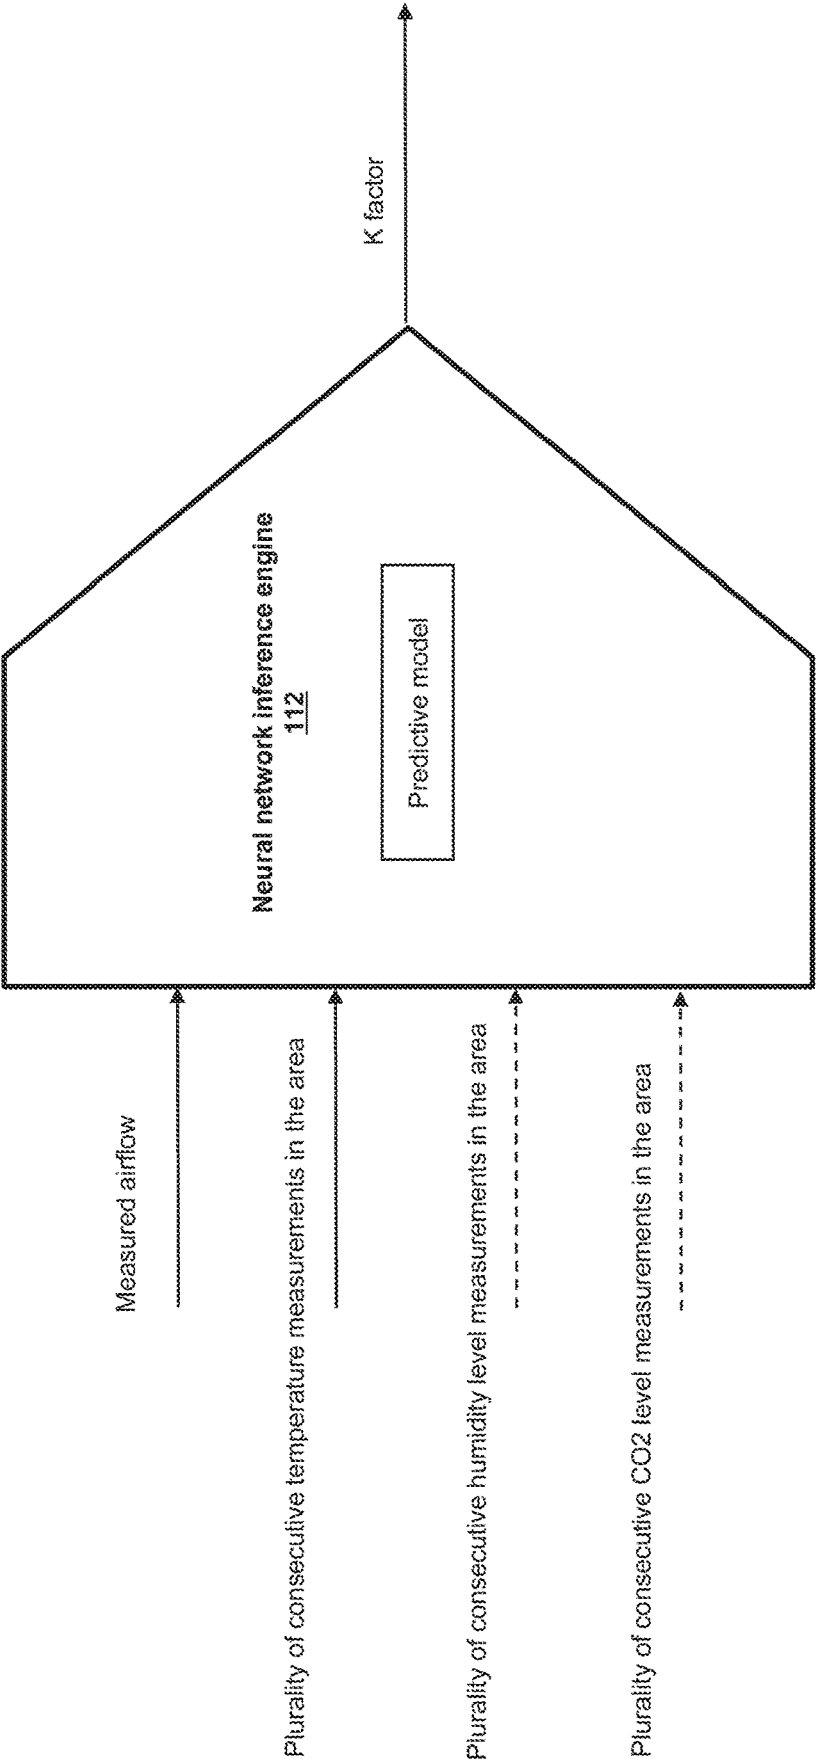 Measured airflow
Plurality of consecutive temperature measurements in the area
Plurality of consecutive humidity level measurements in the area
Plurality of consecutive CO2 level measurements in the area
Neural network inference engine
112
Predictive model
K factor